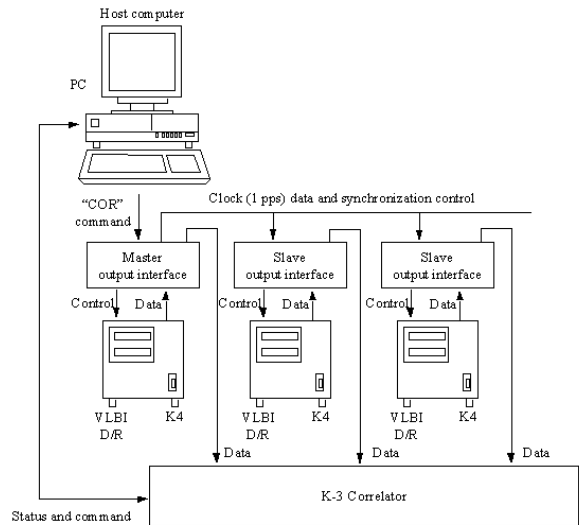 Host computer
PC
Clock (1 pps) data and synchronization control
“COR”
command
Master
output interface
Slave
output interface
Slave
output interface
Control
Data
Control
Data
Control
Data
VLBI
D/R
K4
VLBI
D/R
K4
VLBI
D/R
K4
Data
Data
Data
K-3 Correlator
Status and command